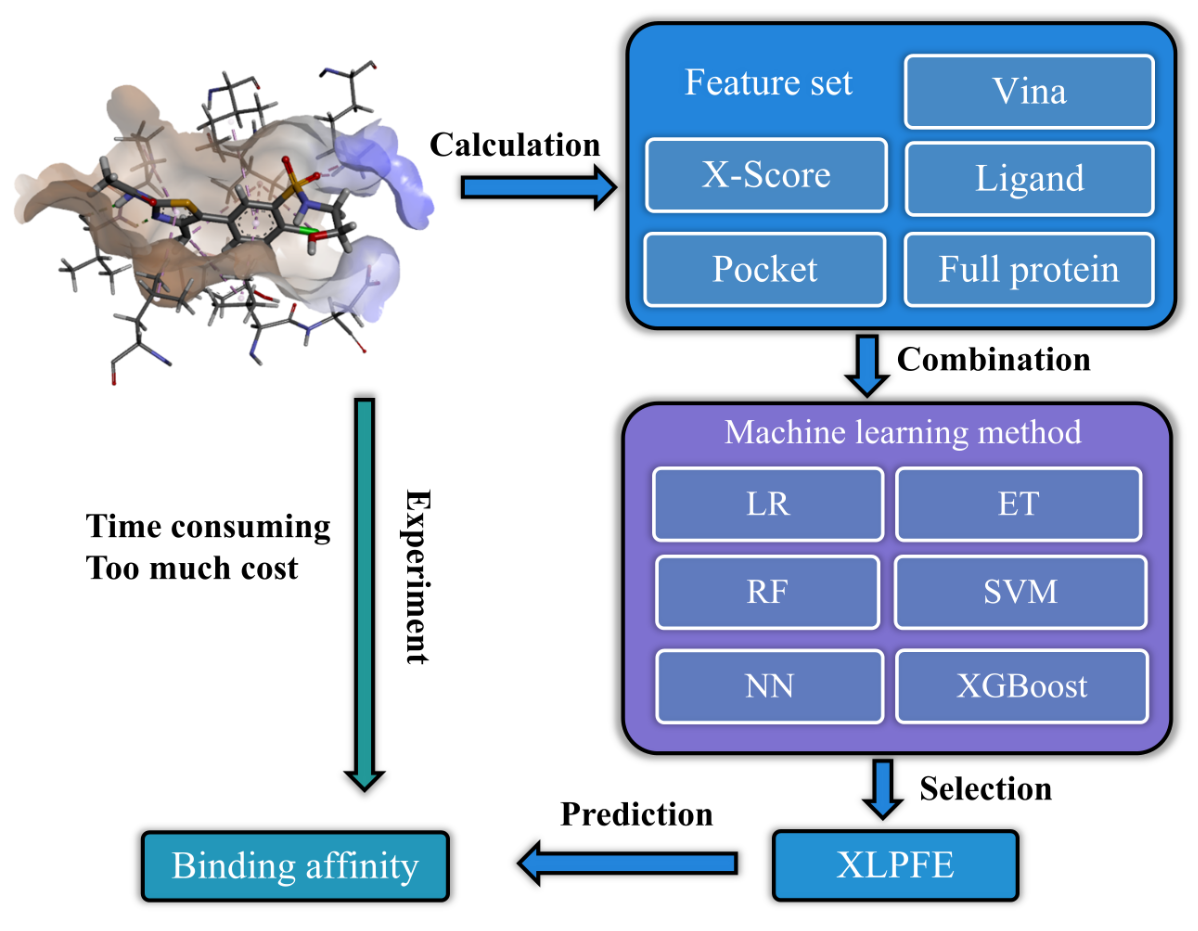 Calculation
Feature set
Vina
X-Score
Ligand
Pocket
Full protein
Combination
Machine learning method
LR
ET
RF
SVM
NN
XGBoost
Time consuming
Too much cost
Experiment
Selection
Prediction
Binding affinity
XLPFE